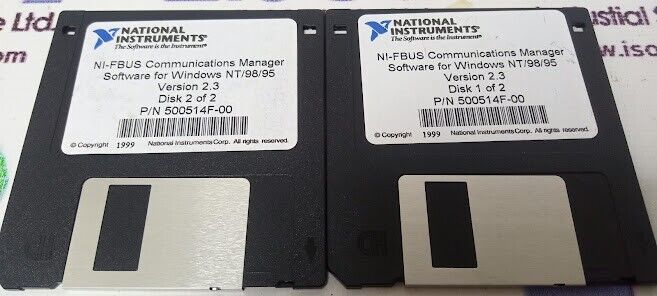 NATIONAL
INSTRUMENTS®
The Software is the Instrument®
NI-FBUS Communications Manager
Software for Windows NT/98/95
Version 2.3
Disk 2 of 2
P/N 500514F-00
© Copyright 1999 National Instruments Corp. All rights reserved.
NATIONAL
INSTRUMENTS®
The Software is the Instrument®
NI-FBUS Communications Manager
Software for Windows NT/98/95
Version 2.3
Disk 1 of 2
P/N 500514F-00
© Copyright 1999 National Instruments Corp. All rights reserved.
Ltd.
www.iso